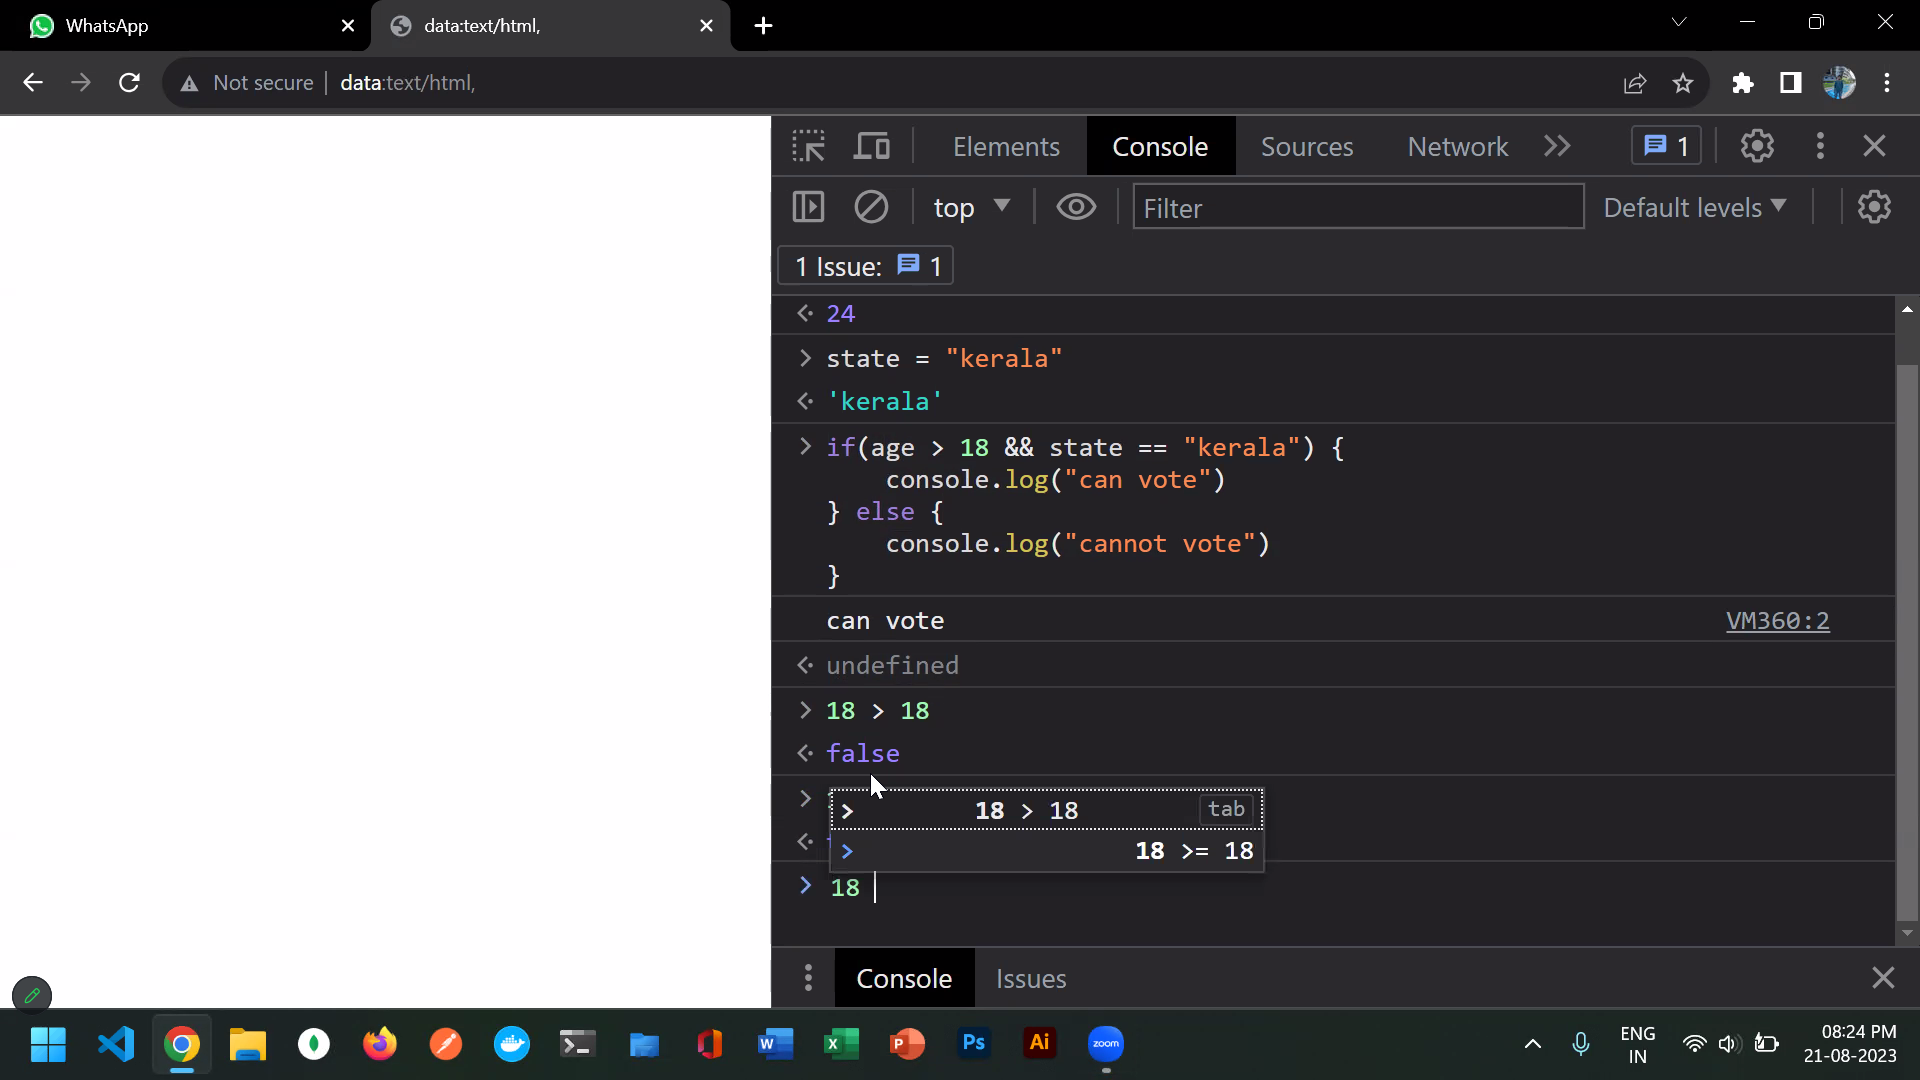 WhatsApp
data:text/html,
Not secure | data:text/html,
Elements Console Sources Network 1
top Filter Default levels
1 Issue: 1
24
state = "kerala"
'kerala'
if(age > 18 && state == "kerala") {
console.log("can vote")
} else {
console.log("cannot vote")
}
can vote VM360:2
undefined
18 > 18
false
18 > 18 tab
18 >= 18
18
Console Issues
W X P Ps Ai zoom
ENG
IN
08:24 PM
21-08-2023